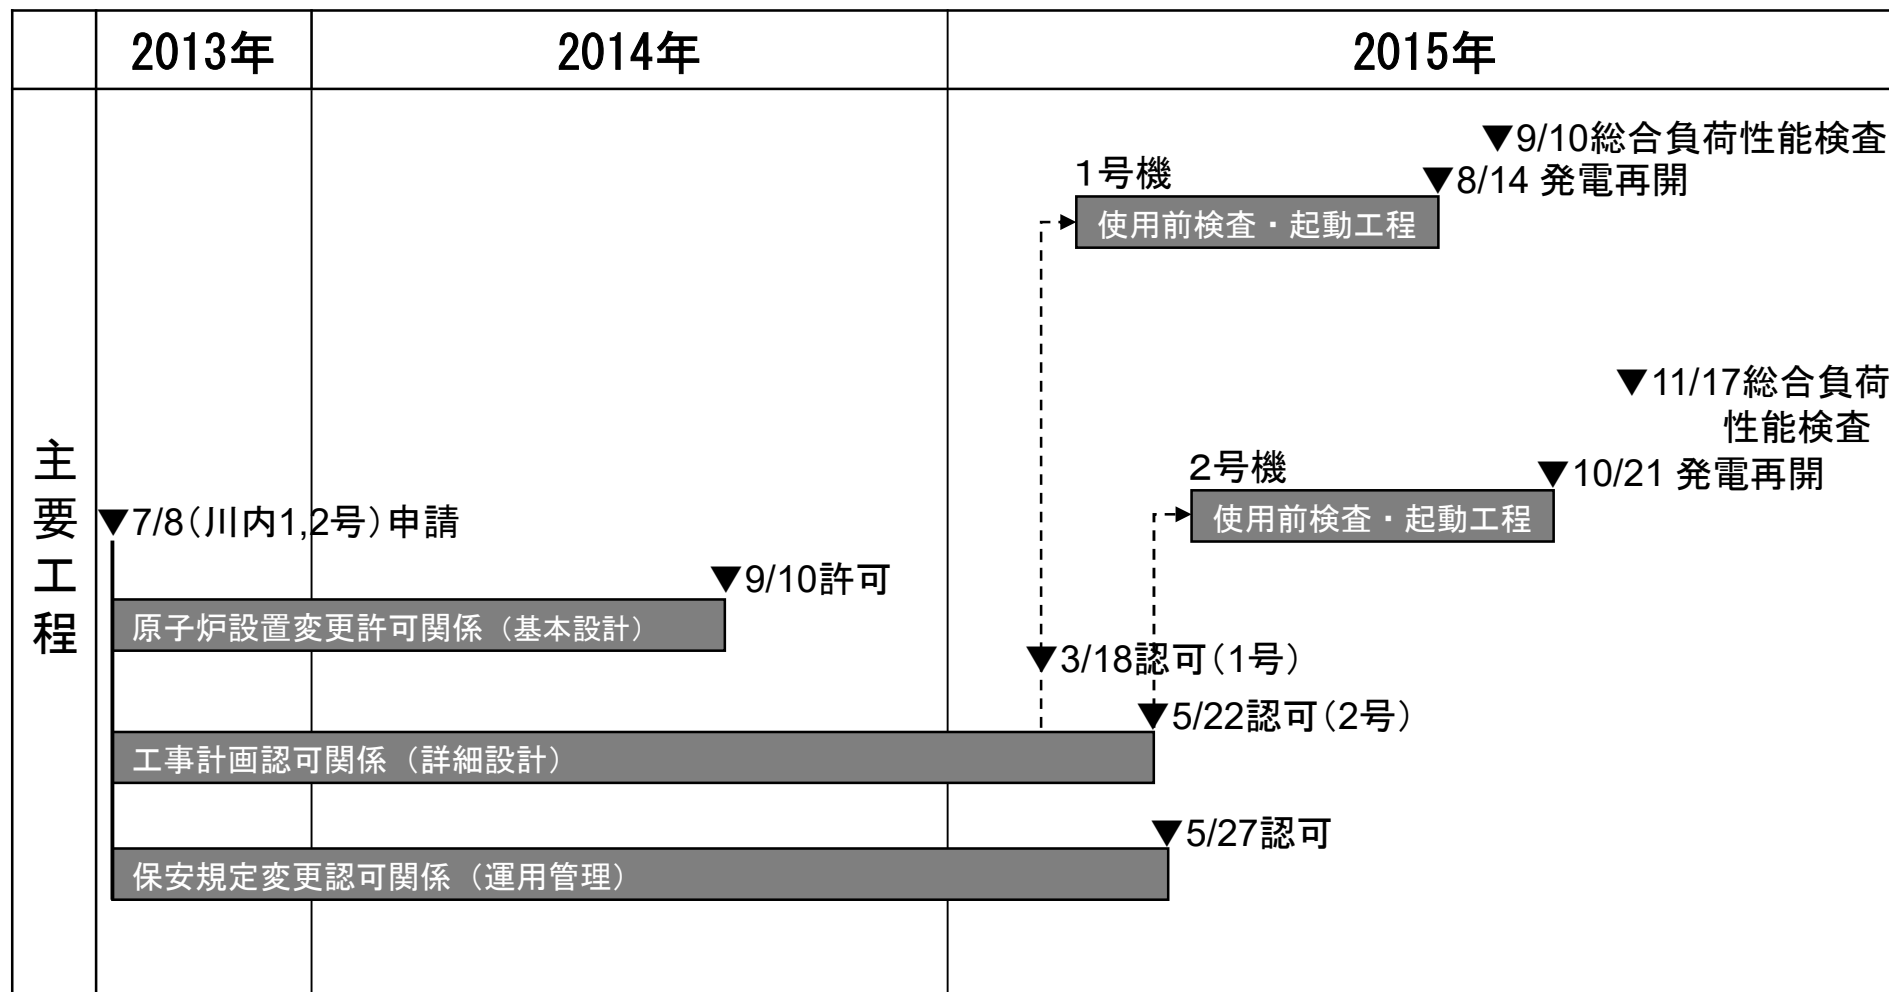 2013年
2014年
2015年
主要工程
▼9/10総合負荷性能検査
1号機
▼8/14 発電再開
使用前検査・起動工程
▼11/17総合負荷
性能検査
2号機
▼10/21 発電再開
使用前検査・起動工程
▼7/8(川内1,2号)申請
▼9/10許可
原子炉設置変更許可関係（基本設計）
▼3/18認可(1号)
▼5/22認可(2号)
工事計画認可関係（詳細設計）
▼5/27認可
保安規定変更認可関係（運用管理）